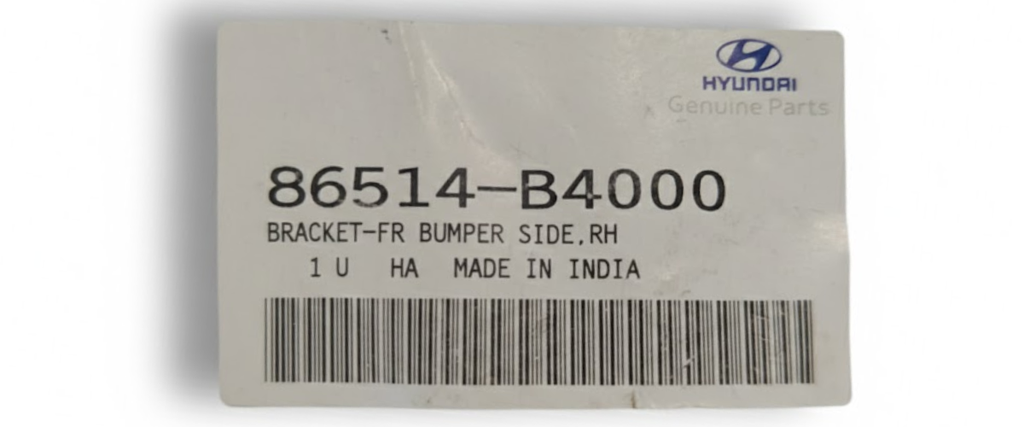 HYUNDAI
Genuine Parts
86514-B4000
BRACKET-FR BUMPER SIDE,RH
1 U HA MADE IN INDIA